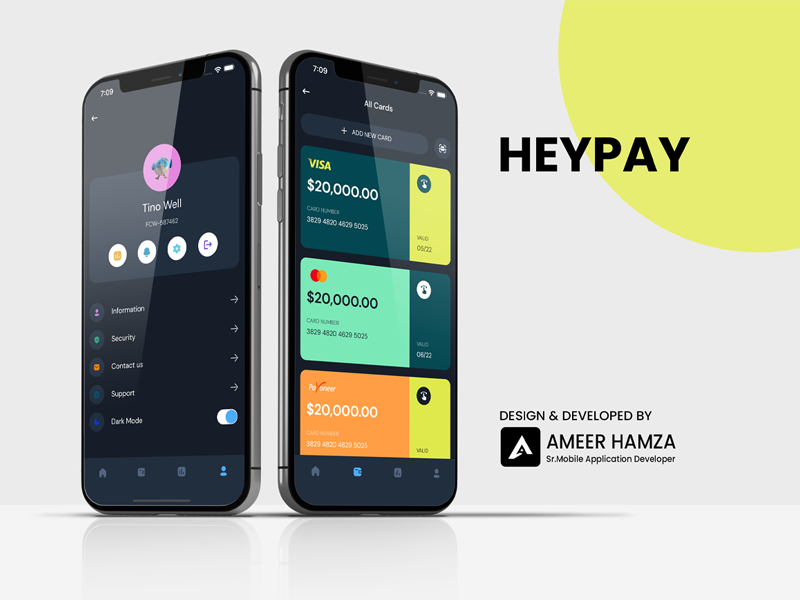 7:09
Tino Well
FCW-687462
Information
Security
Contact us
Support
Dark Mode
7:09
All Cards
+ ADD NEW CARD
VISA
$20,000.00
CARD NUMBER
3829 4820 4629 5025
VALID
05/22
$20,000.00
CARD NUMBER
3829 4820 4629 5025
VALID
06/22
Payoneer
$20,000.00
CARD NUMBER
3829 4820 4629 5025
VALID
HEYPAY
DESIGN & DEVELOPED BY
AMEER HAMZA
Sr.Mobile Application Developer